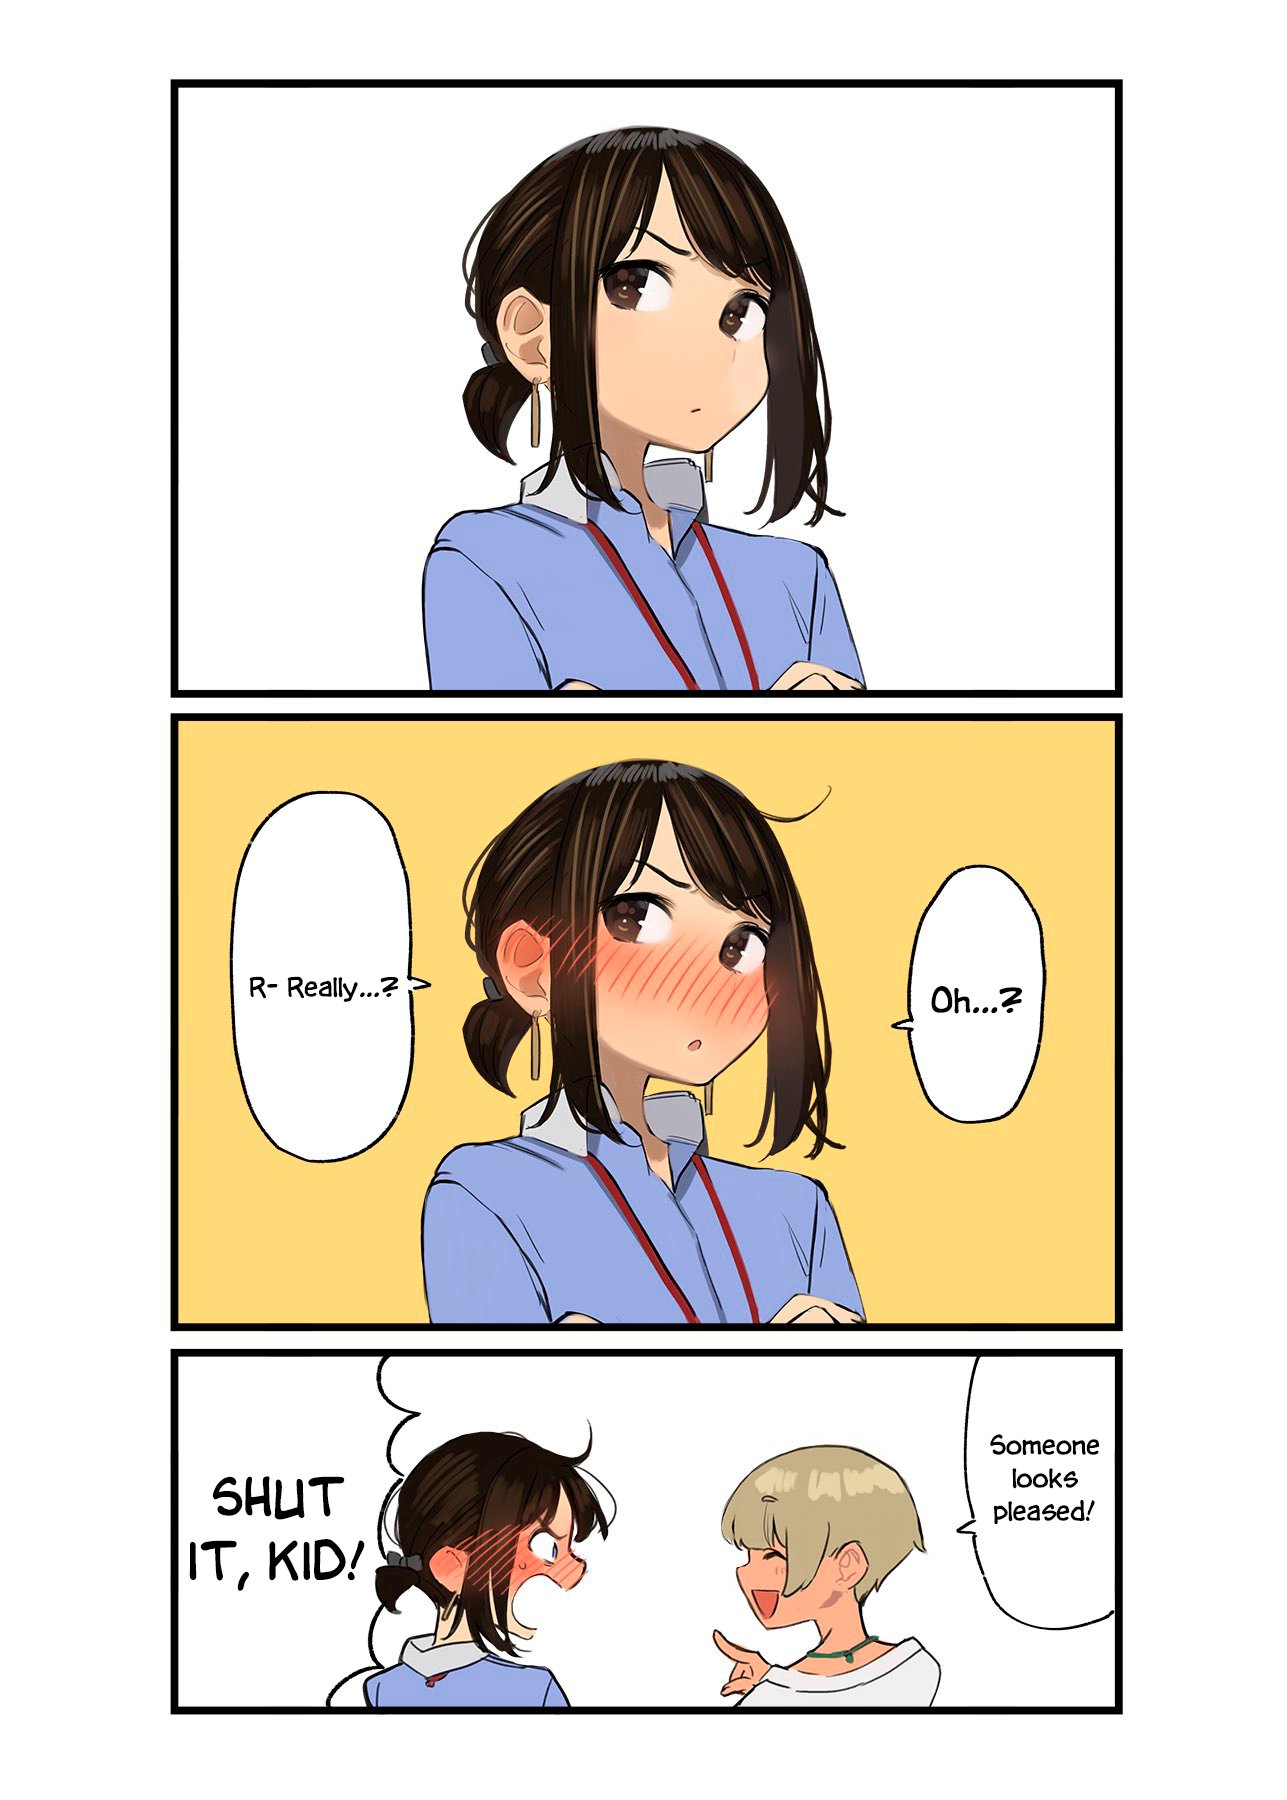 Oh...?
R- Really...?
Someone
looks
pleased!
SHUT
IT, KID!